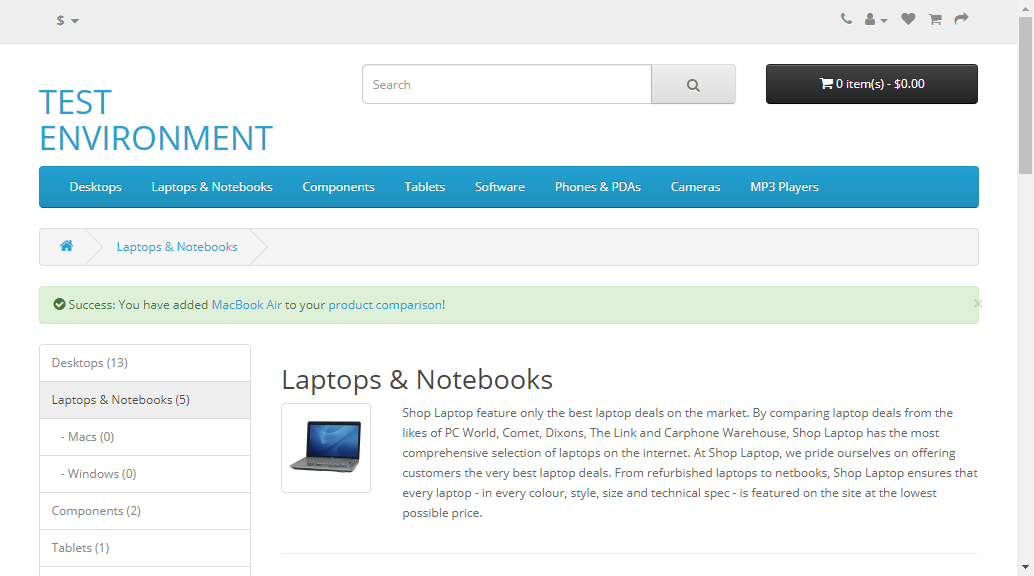 $
Search
0 item(s) - $0.00
TEST
ENVIRONMENT
Desktops
Laptops & Notebooks
Components
Tablets
Software
Phones & PDAs
Cameras
MP3 Players
Laptops & Notebooks
Success: You have added MacBook Air to your product comparison!
×
Desktops (13)
Laptops & Notebooks (5)
- Macs (0)
- Windows (0)
Components (2)
Tablets (1)
Laptops & Notebooks
Shop Laptop feature only the best laptop deals on the market. By comparing laptop deals from the
likes of PC World, Comet, Dixons, The Link and Carphone Warehouse, Shop Laptop has the most
comprehensive selection of laptops on the internet. At Shop Laptop, we pride ourselves on offering
customers the very best laptop deals. From refurbished laptops to netbooks, Shop Laptop ensures that
every laptop - in every colour, style, size and technical spec - is featured on the site at the lowest
possible price.